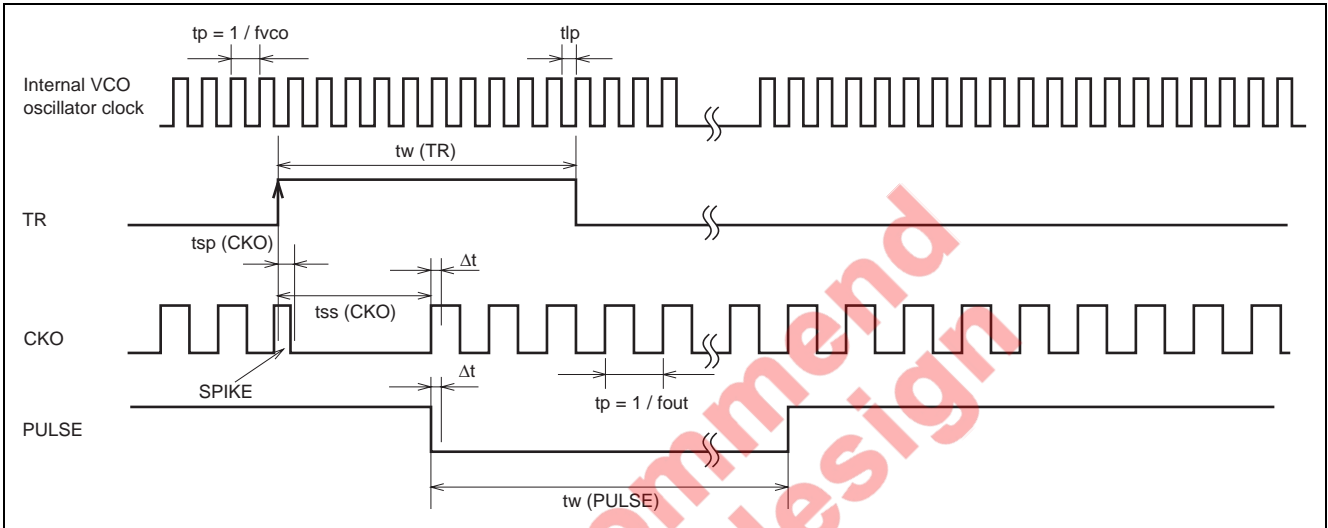 tp = 1 / fvco
tlp
Internal VCO
oscillator clock
tw (TR)
TR
tsp (CKO)
Δt
tss (CKO)
CKO
SPIKE
Δt
tp = 1 / fout
PULSE
tw (PULSE)
ommend
design